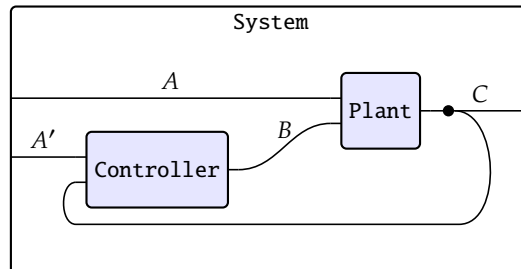 System
A
C
Plant
B
A′
Controller